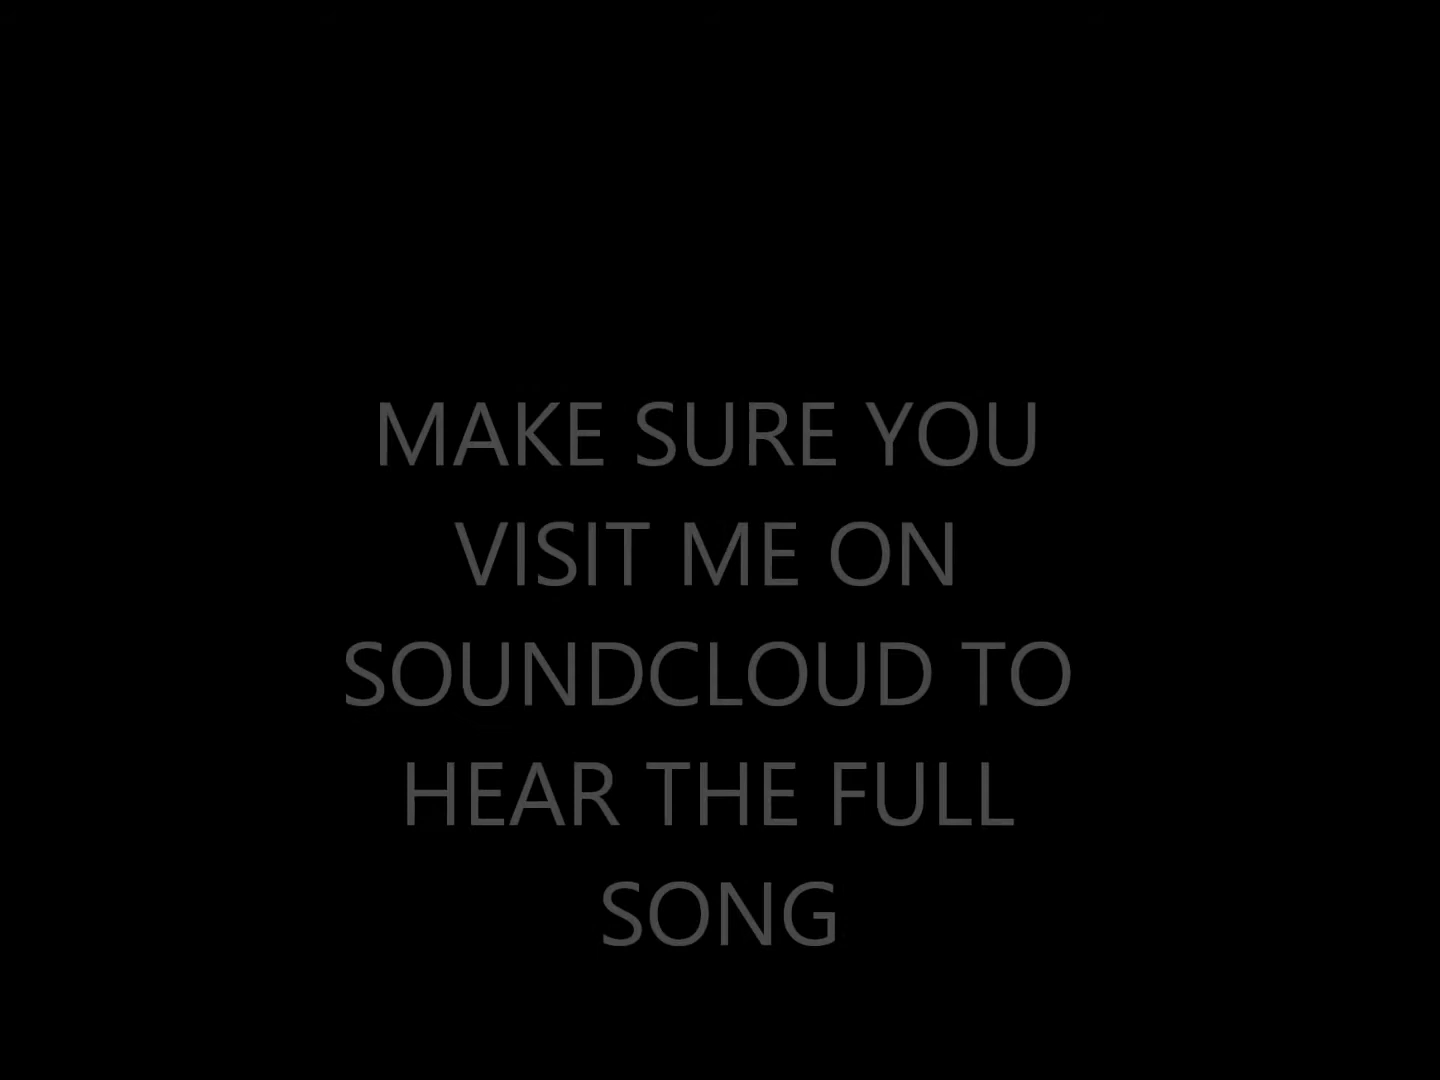 MAKE SURE YOU
VISIT ME ON
SOUNDCLOUD TO
HEAR THE FULL
SONG